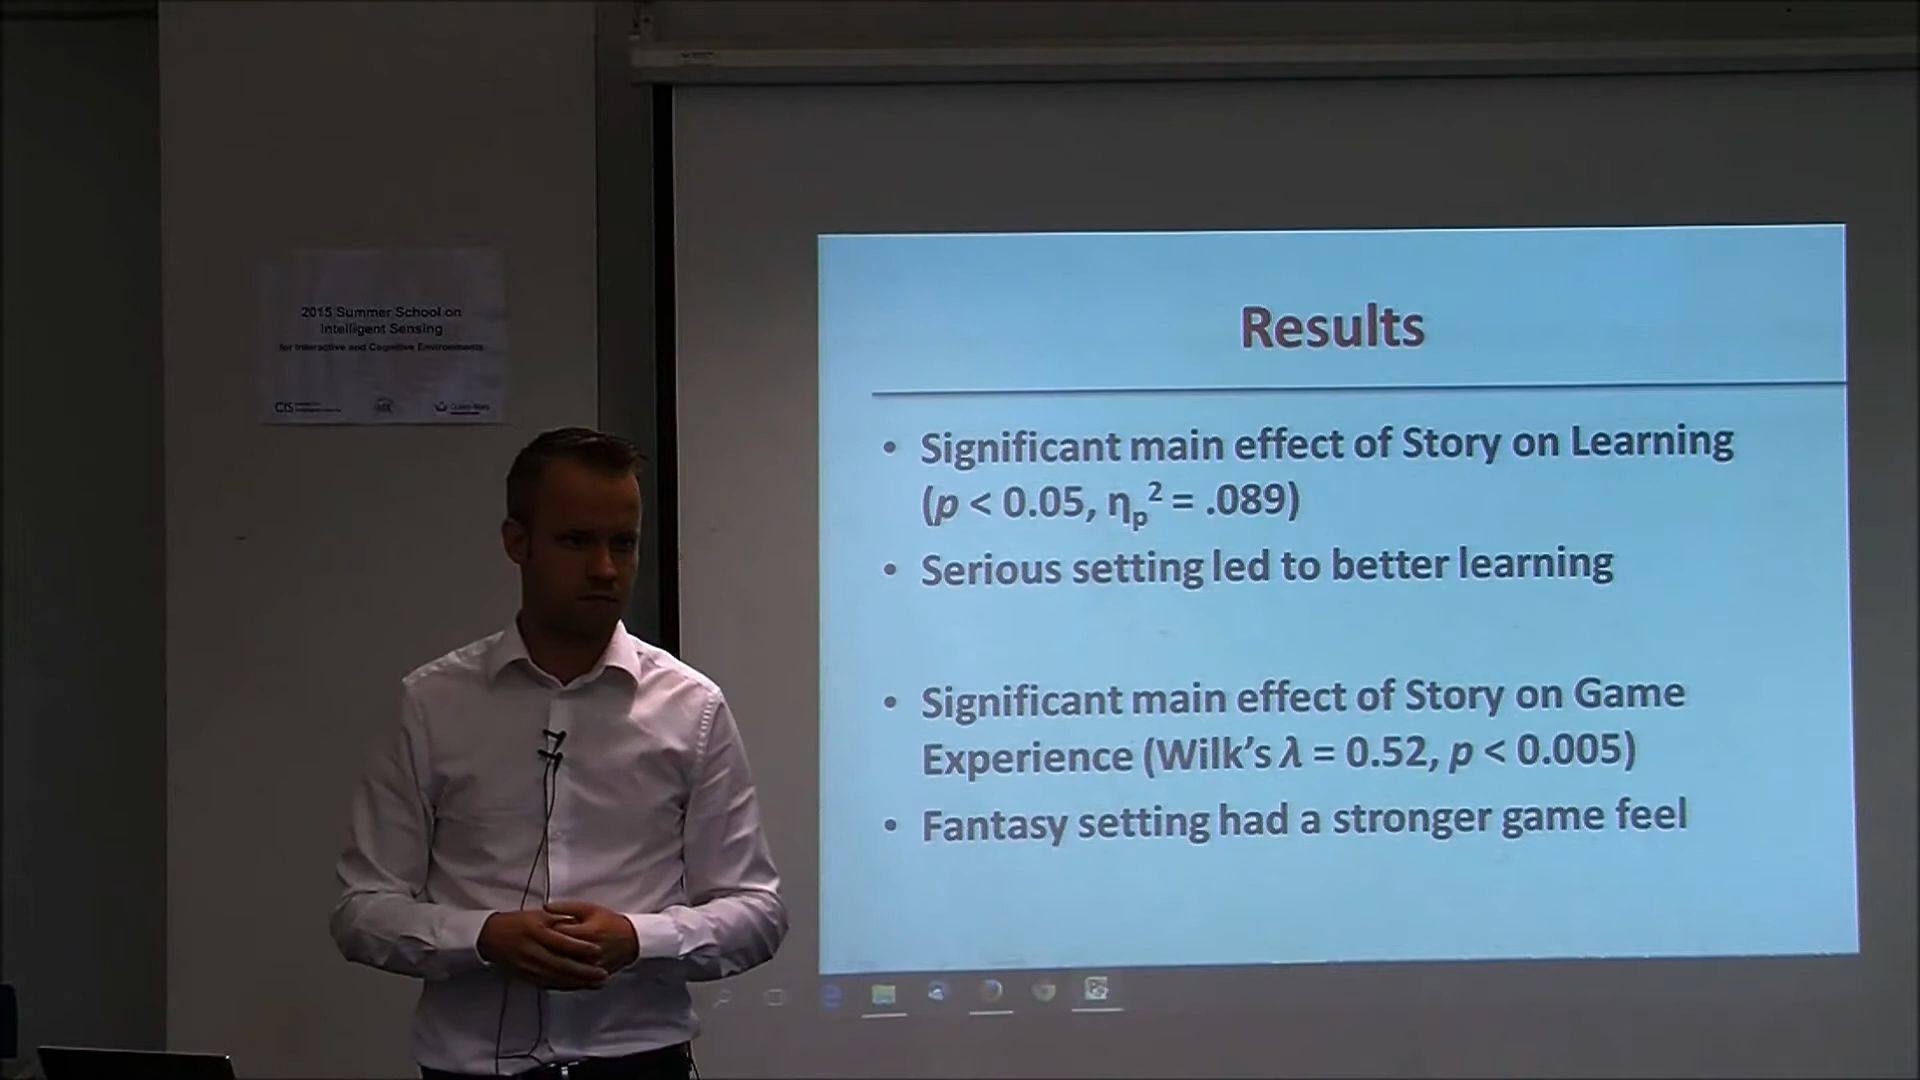 2015 Summer School on
Intelligent Sensing
for Interactive and Cognitive Environments
CIS
Results
• Significant main effect of Story on Learning
(p < 0.05, ηp² = .089)
• Serious setting led to better learning
• Significant main effect of Story on Game
Experience (Wilk’s λ = 0.52, p < 0.005)
• Fantasy setting had a stronger game feel